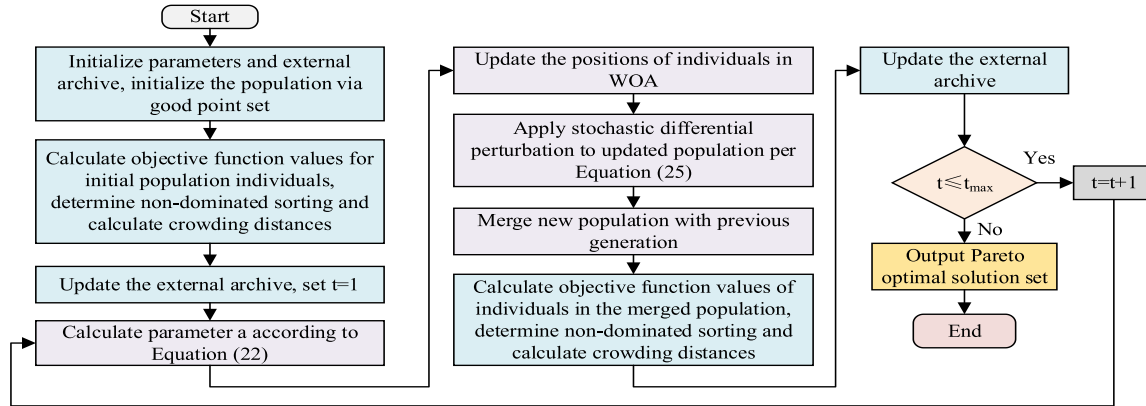 Start
Initialize parameters and external
archive, initialize the population via
good point set
Calculate objective function values for
initial population individuals,
determine non-dominated sorting and
calculate crowding distances
Update the external archive, set t=1
Calculate parameter a according to
Equation (22)
Update the positions of individuals in
WOA
Apply stochastic differential
perturbation to updated population per
Equation (25)
Merge new population with previous
generation
Calculate objective function values of
individuals in the merged population,
determine non-dominated sorting and
calculate crowding distances
Update the external
archive
t≤tmax
Yes
t=t+1
No
Output Pareto
optimal solution set
End